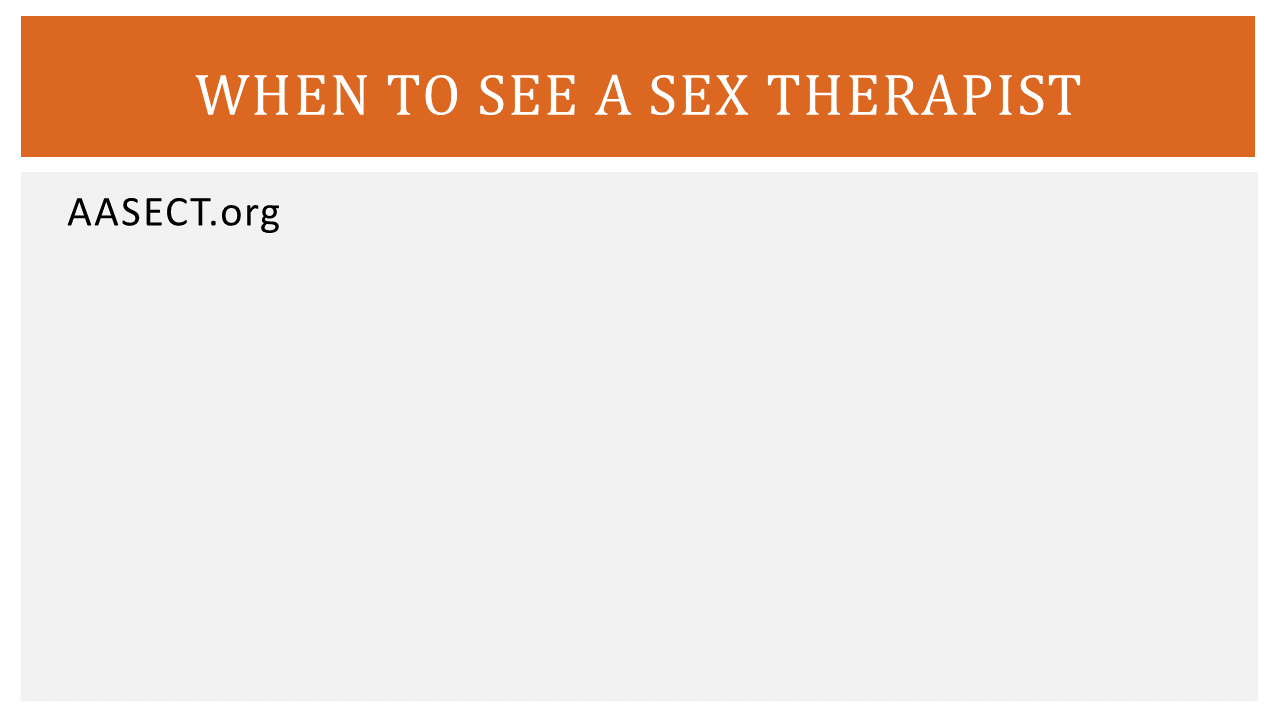 WHEN TO SEE A SEX THERAPIST
AASECT.org